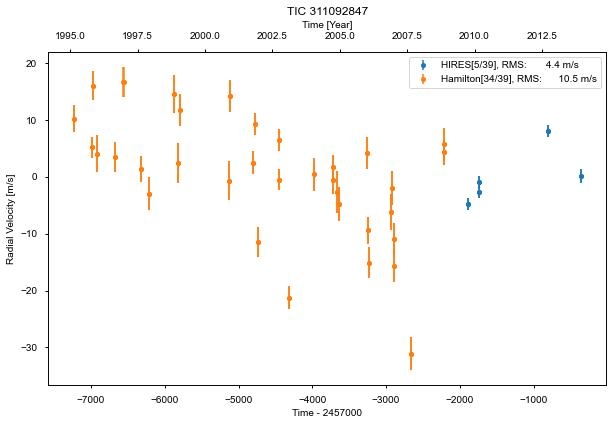 TIC 311092847
Time [Year]
1995.0 1997.5 2000.0 2002.5 2005.0 2007.5 2010.0 2012.5
HIRES[5/39], RMS: 4.4 m/s
Hamilton[34/39], RMS: 10.5 m/s
Radial Velocity [m/s]
20
10
0
−10
−20
−30
−7000 −6000 −5000 −4000 −3000 −2000 −1000
Time - 2457000